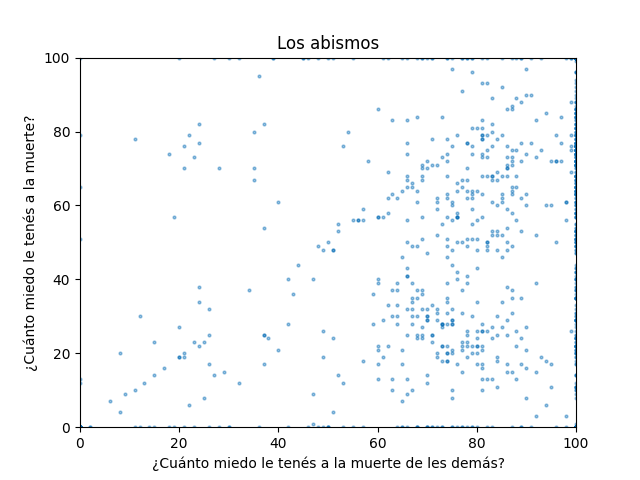 Los abismos
100
80
60
40
20
0
0 20 40 60 80 100
¿Cuánto miedo le tenés a la muerte?
¿Cuánto miedo le tenés a la muerte de les demás?